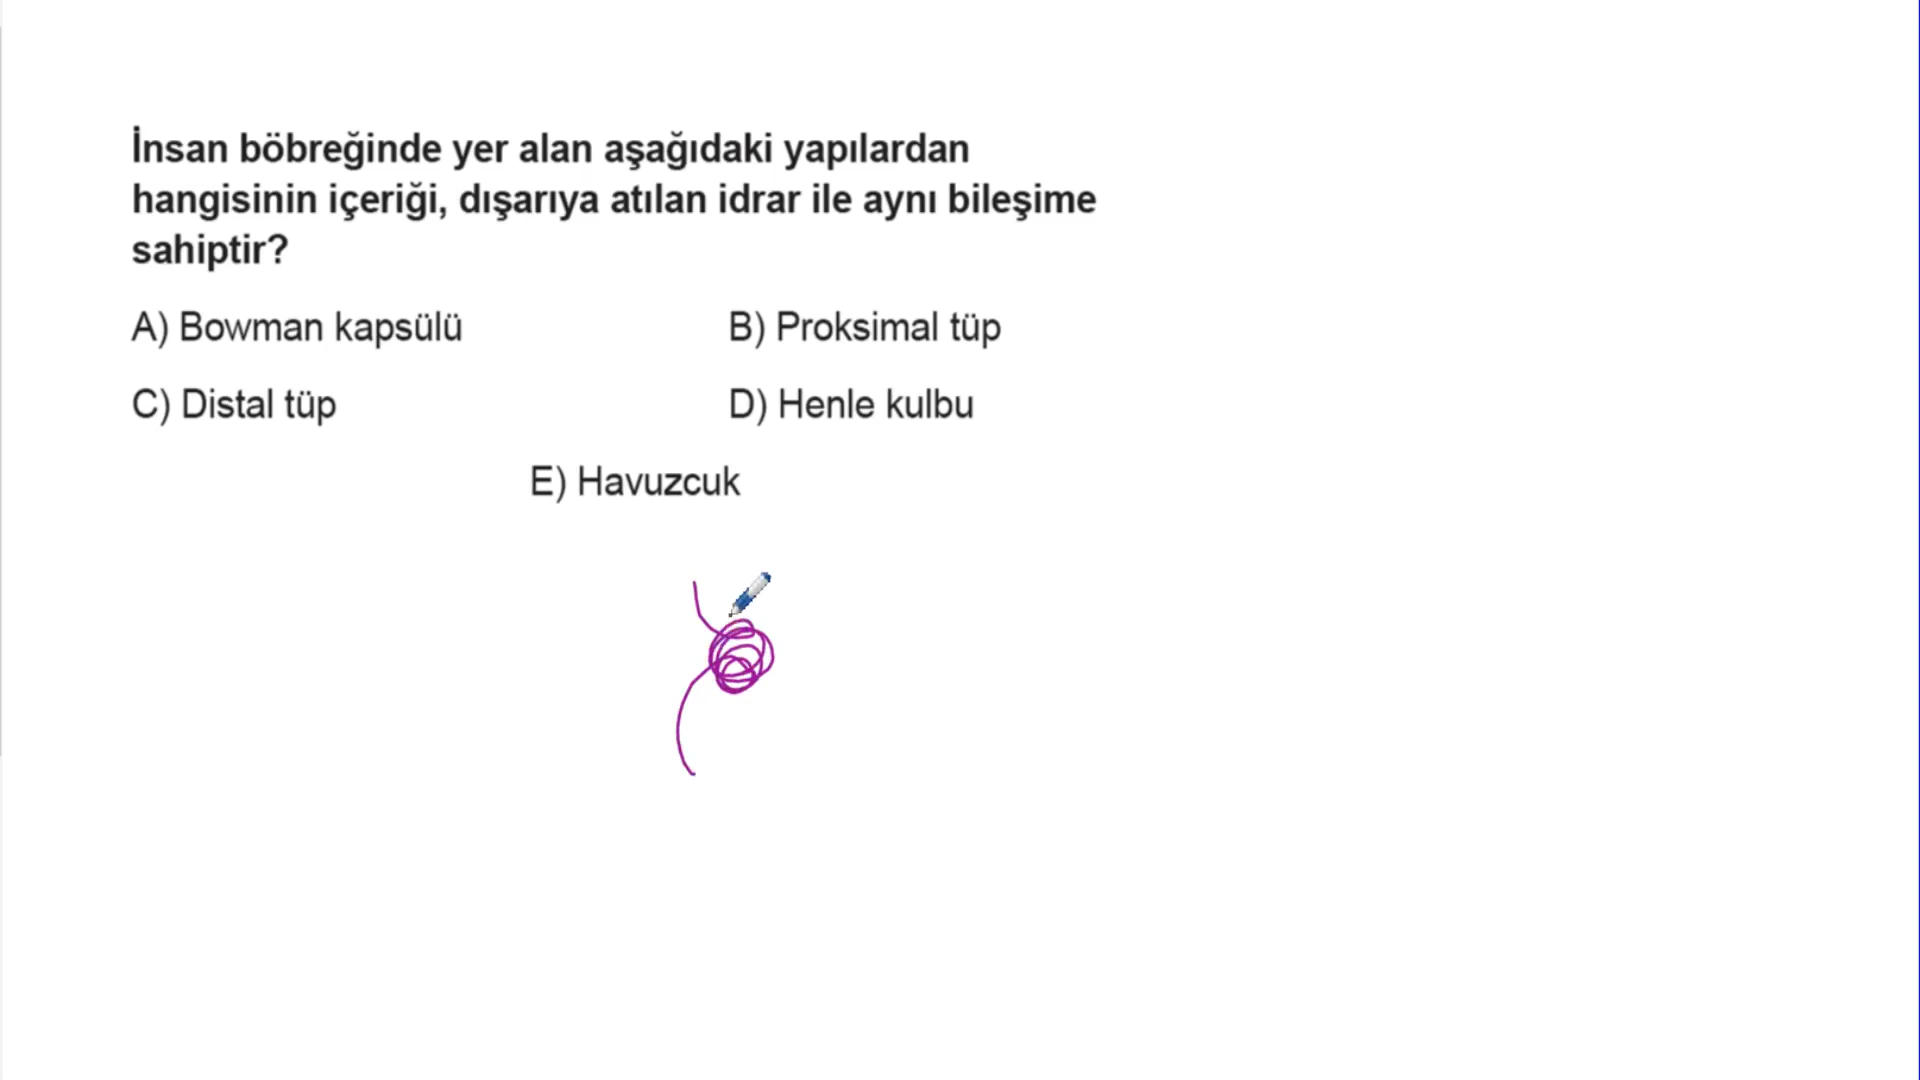 İnsan böbreğinde yer alan aşağıdaki yapılardan
hangisinin içeriği, dışarıya atılan idrar ile aynı bileşime
sahiptir?
A) Bowman kapsülü
B) Proksimal tüp
C) Distal tüp
D) Henle kulbu
E) Havuzcuk